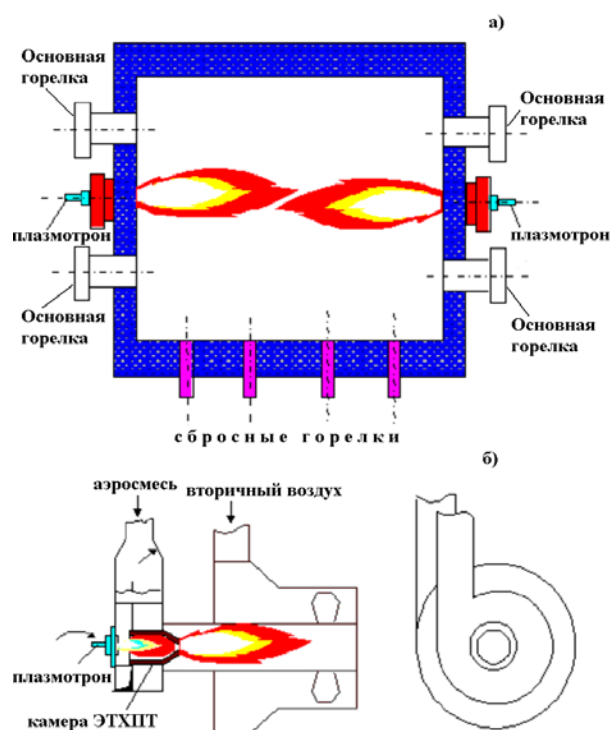 а)
Основная
горелка
Основная
горелка
плазмотрон
плазмотрон
Основная
горелка
Основная
горелка
сбросные горелки
б)
аэросмесь
вторичный воздух
плазмотрон
камера ЭТХПТ